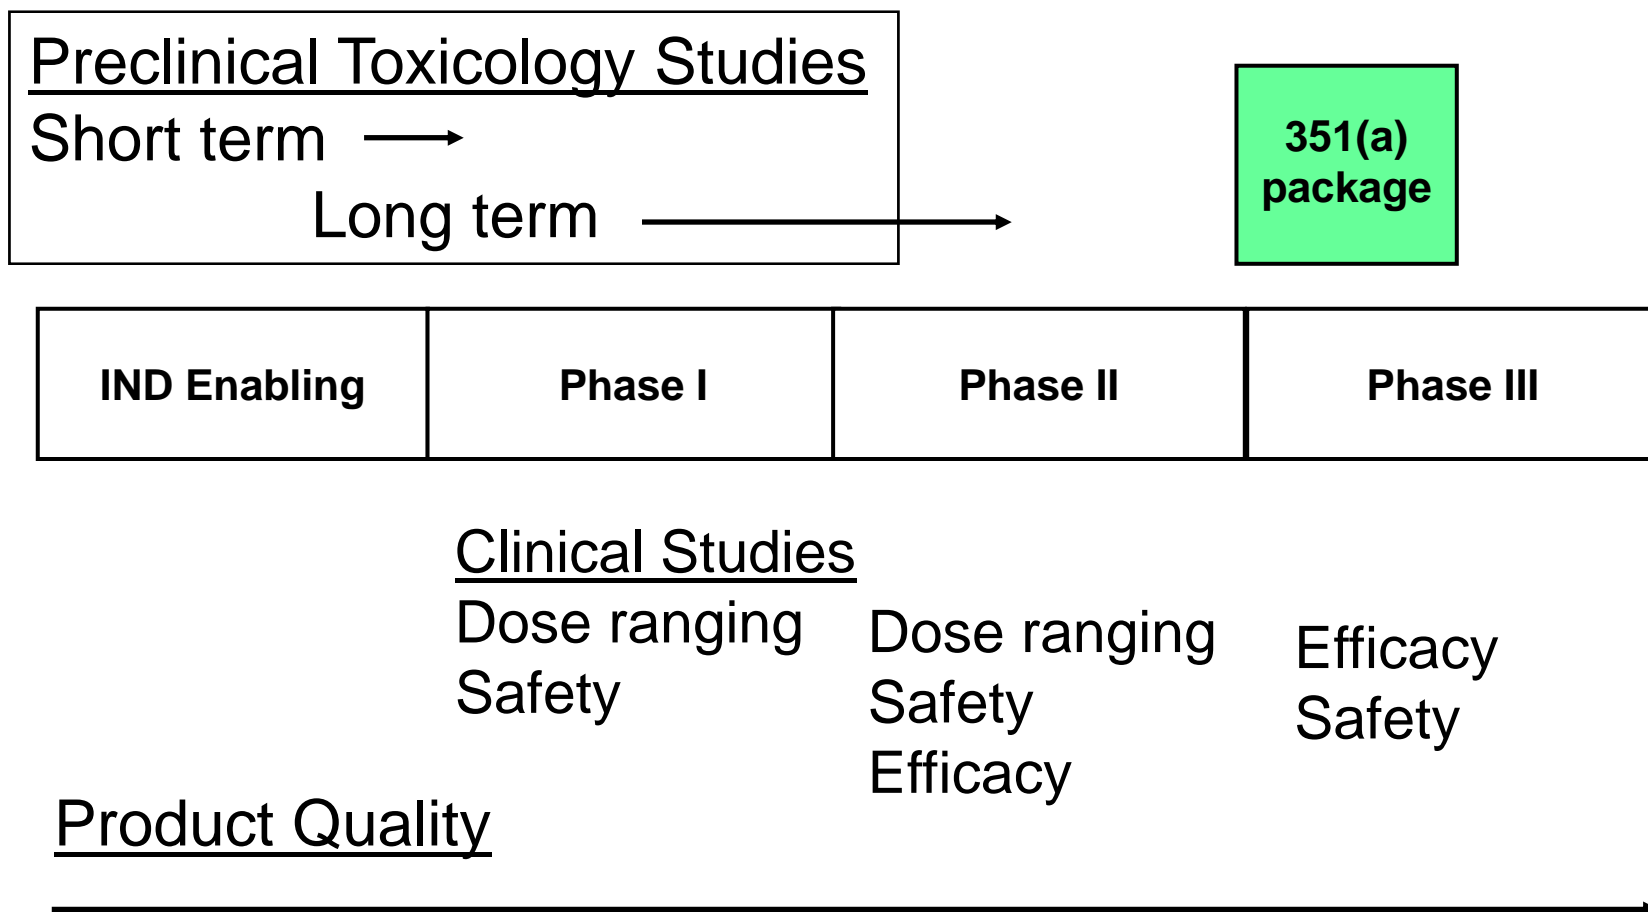 Preclinical Toxicology Studies
Short term
Long term
351(a)
package
IND Enabling
Phase I
Phase II
Phase III
Clinical Studies
Dose ranging
Safety
Dose ranging
Safety
Efficacy
Efficacy
Safety
Product Quality